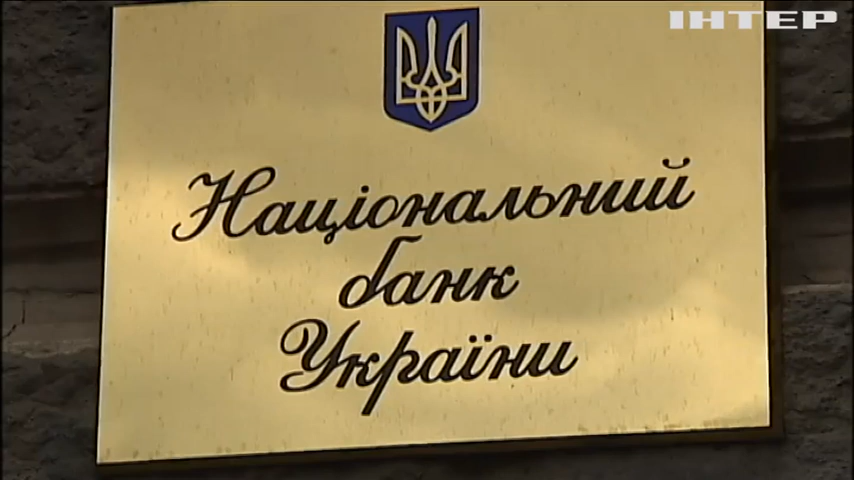 ІНТЕР
Національний
банк
України